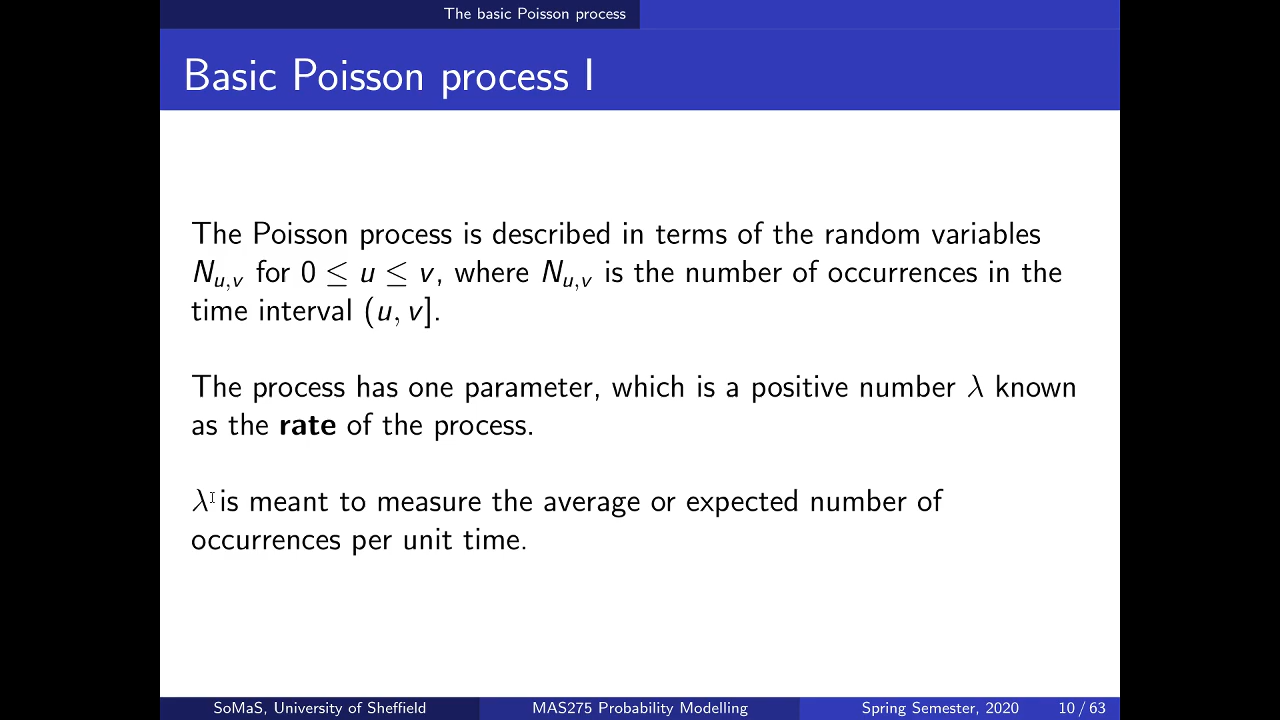 The basic Poisson process
Basic Poisson process I
The Poisson process is described in terms of the random variables
N_{u,v} for 0 ≤ u ≤ v, where N_{u,v} is the number of occurrences in the
time interval (u, v].
The process has one parameter, which is a positive number λ known
as the rate of the process.
λ is meant to measure the average or expected number of
occurrences per unit time.
SoMaS, University of Sheffield MAS275 Probability Modelling Spring Semester, 2020 10 / 63